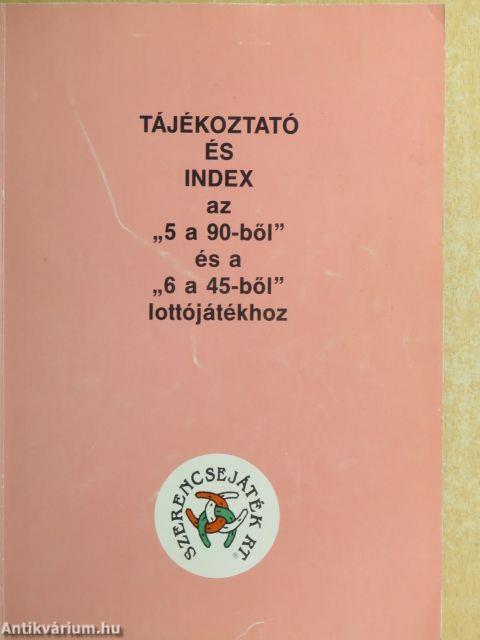 TÁJÉKOZTATÓ
ÉS
INDEX
az
„5 a 90-ből”
és a
„6 a 45-ből”
lottójátékhoz
SZERENCSEJÁTÉK RT
®
Antikvárium.hu